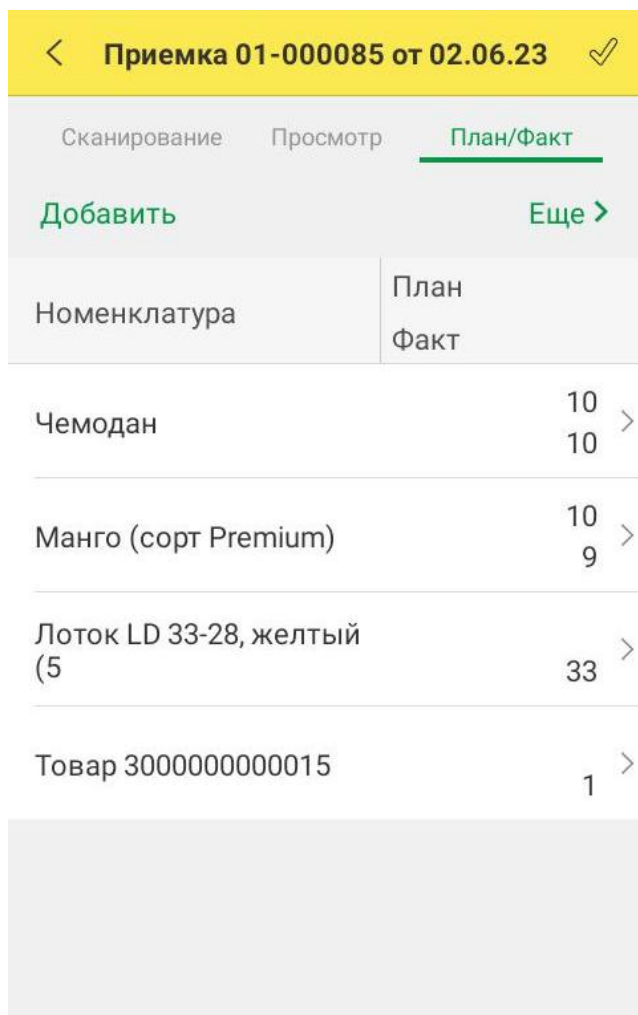 Приемка 01-000085 от 02.06.23
Сканирование Просмотр План/Факт
Добавить Еще
Номенклатура
План
Факт
Чемодан
10
10
Манго (сорт Premium)
10
9
Лоток LD 33-28, желтый
(5
33
Товар 3000000000015
1